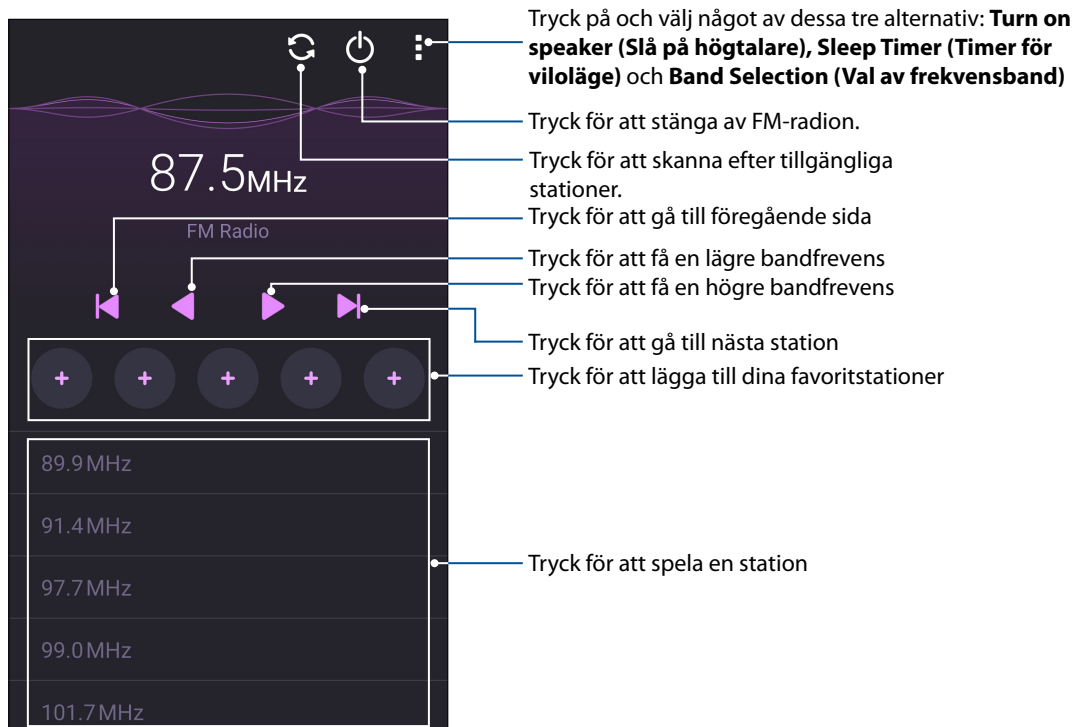 Tryck på och välj något av dessa tre alternativ: Turn on
speaker (Slå på högtalare), Sleep Timer (Timer för
viloläge) och Band Selection (Val av frekvensband)
Tryck för att stänga av FM-radion.
Tryck för att skanna efter tillgängliga
stationer.
87.5MHz
FM Radio
Tryck för att gå till föregående sida
Tryck för att få en lägre bandfrevens
Tryck för att få en högre bandfrevens
Tryck för att gå till nästa station
Tryck för att lägga till dina favoritstationer
+ + + + +
89.9MHz
91.4MHz
97.7MHz
Tryck för att spela en station
99.0MHz
101.7MHz